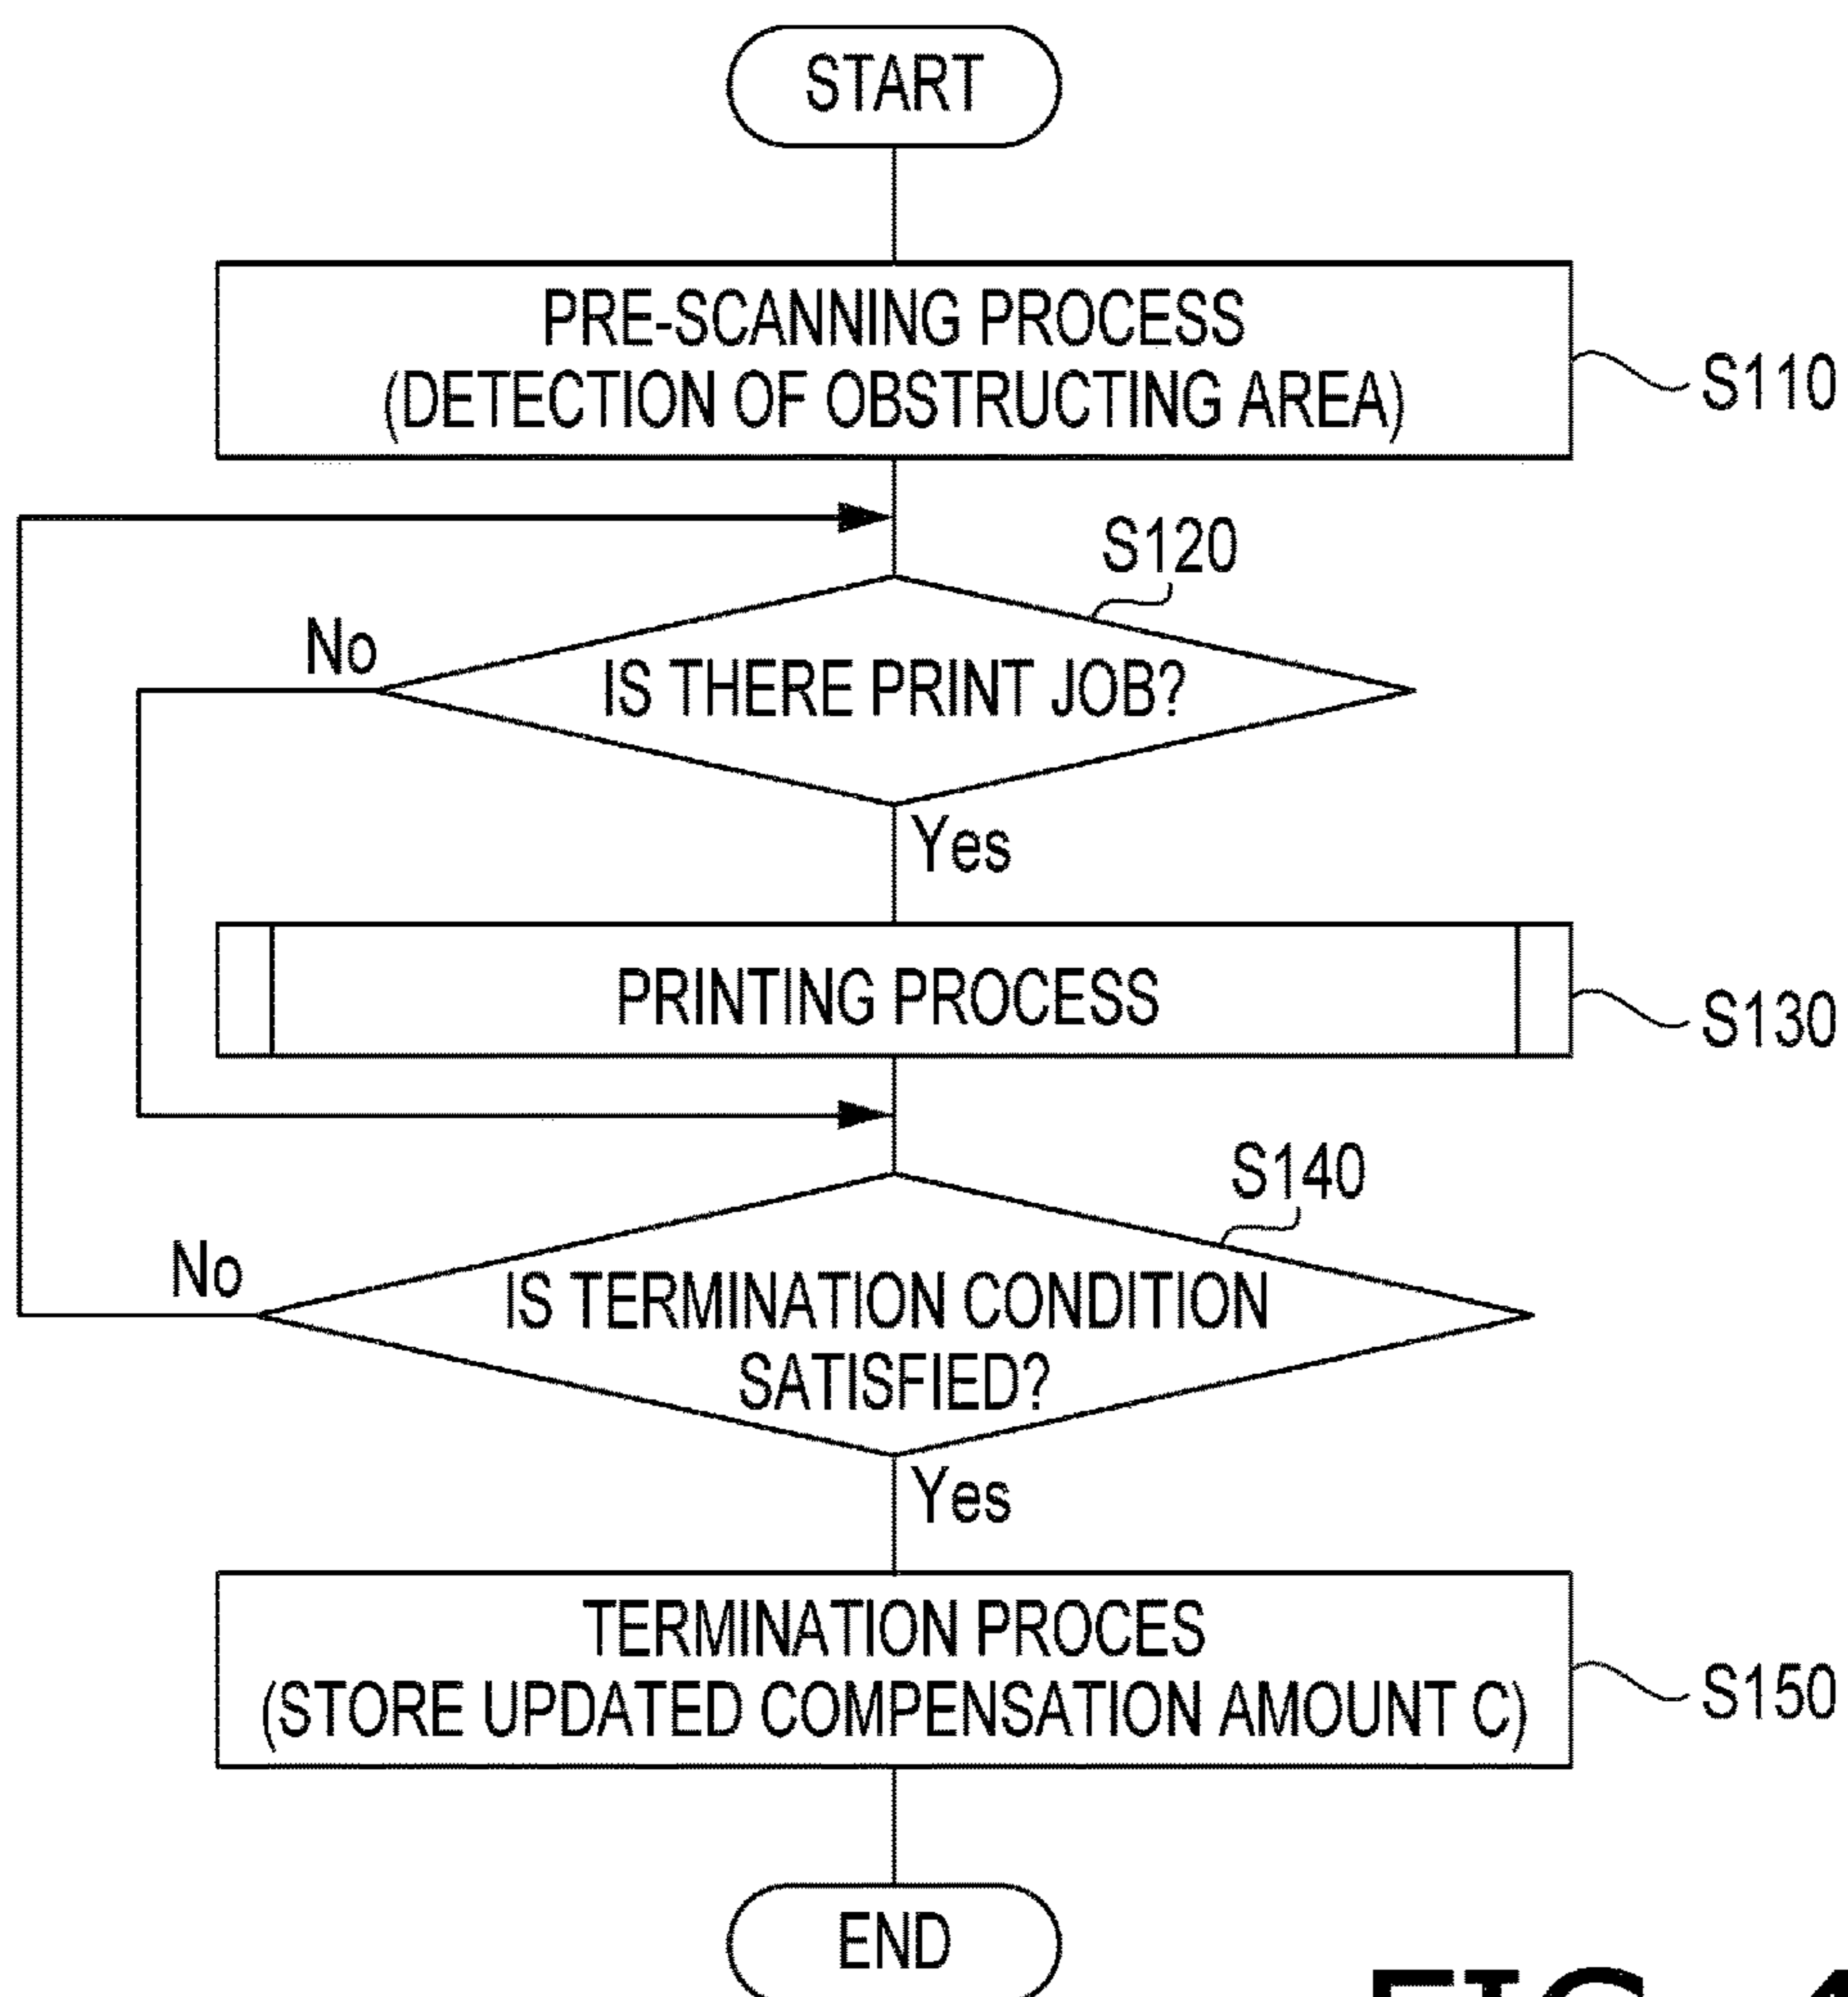 START
PRE-SCANNING PROCESS
(DETECTION OF OBSTRUCTING AREA)
S110
S120
No
IS THERE PRINT JOB?
Yes
PRINTING PROCESS
S130
S140
No
IS TERMINATION CONDITION
SATISFIED?
Yes
TERMINATION PROCES
(STORE UPDATED COMPENSATION AMOUNT C)
S150
END